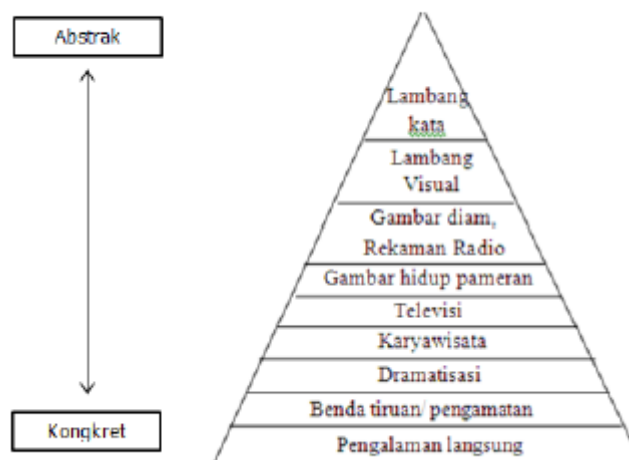 Abstrak
Lambang
kata
Lambang
Visual
Gambar diam,
Rekaman Radio
Gambar hidup pameran
Televisi
Karyawisata
Dramatisasi
Benda tiruan/ pengamatan
Pengalaman langsung
Kongkret